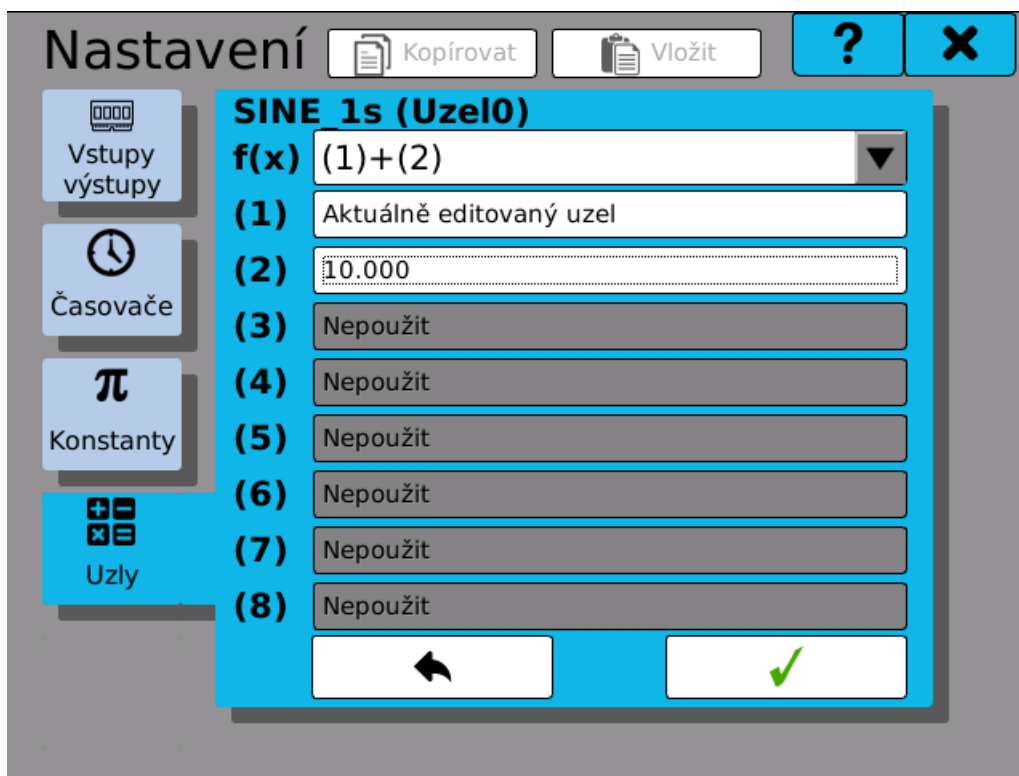 Nastavení Kopírovat Vložit ? ×
Vstupy
výstupy
Časovače
π
Konstanty
Uzly
SINE_1s (Uzel0)
f(x) (1)+(2)
(1) Aktuálně editovaný uzel
(2) 10.000
(3) Nepoužit
(4) Nepoužit
(5) Nepoužit
(6) Nepoužit
(7) Nepoužit
(8) Nepoužit